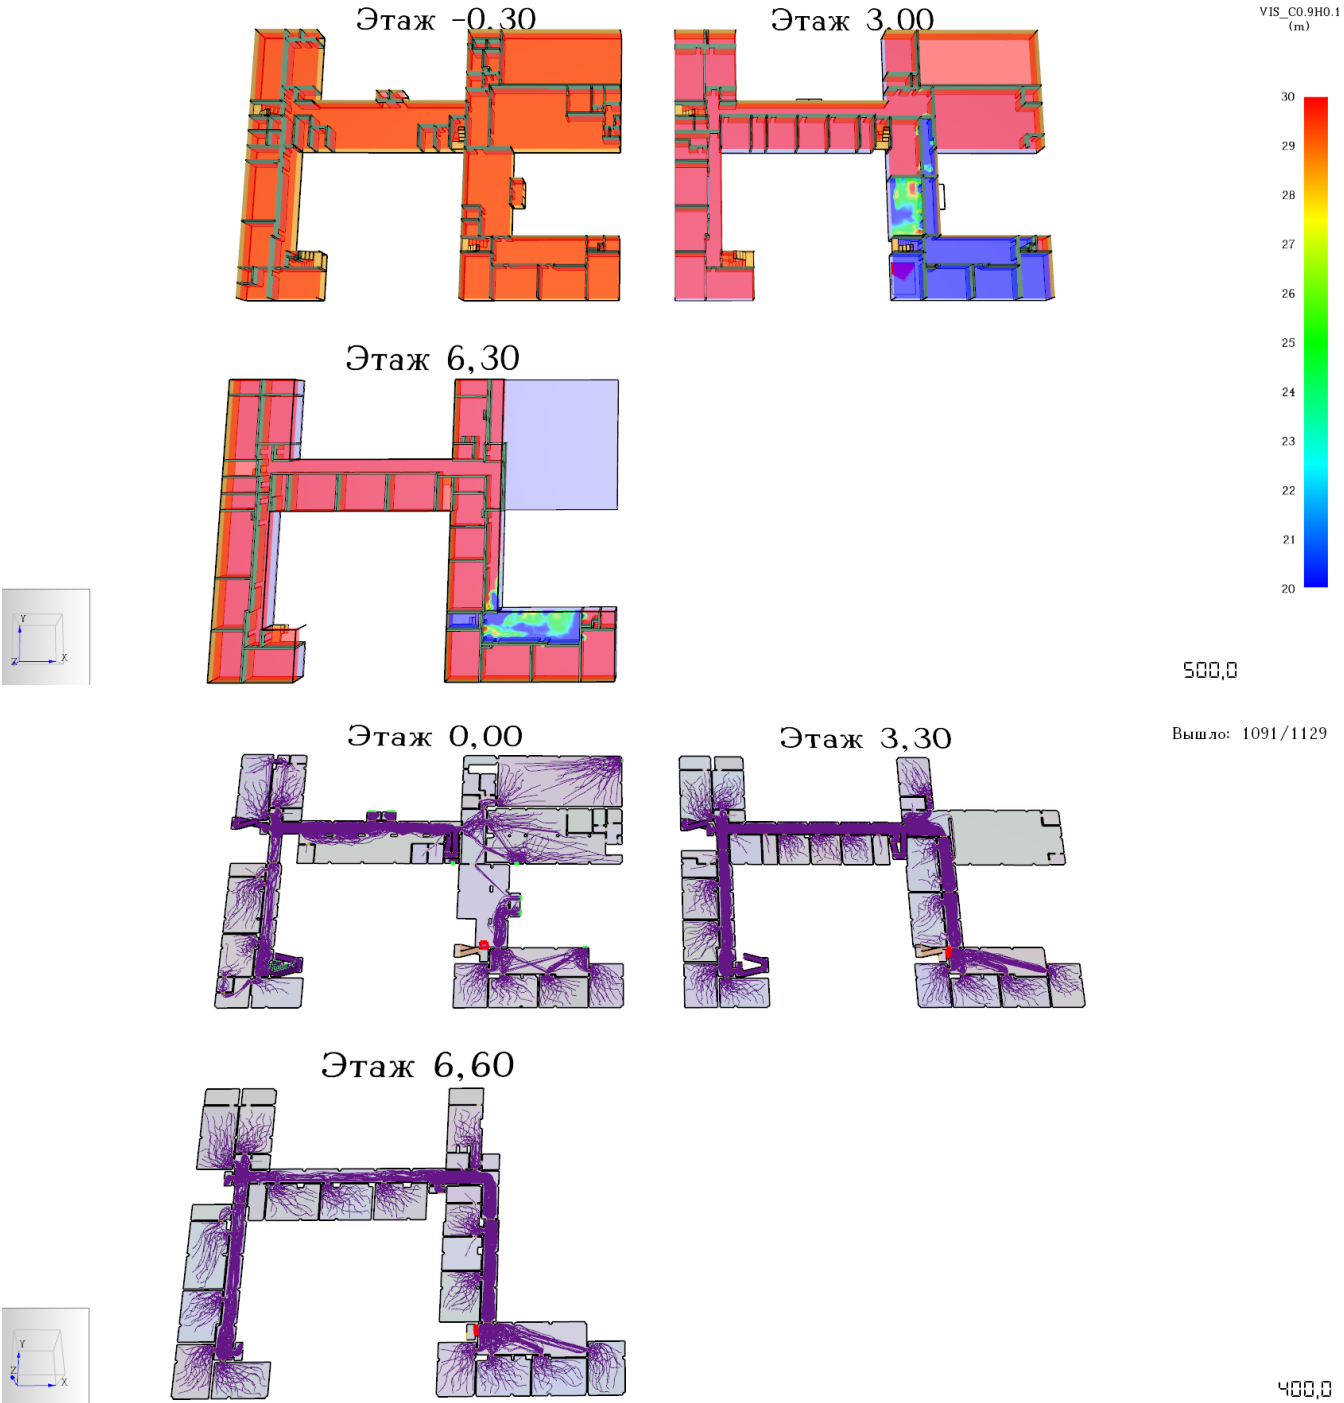 Этаж -0,30
Этаж 3,00
VIS_C0.9H0.1
(m)
30
29
28
27
26
25
24
23
22
21
20
Этаж 6,30
Y
Z
X
500,0
Этаж 0,00
Этаж 3,30
Вышло: 1091/1129
Этаж 6,60
Y
Z
X
400,0